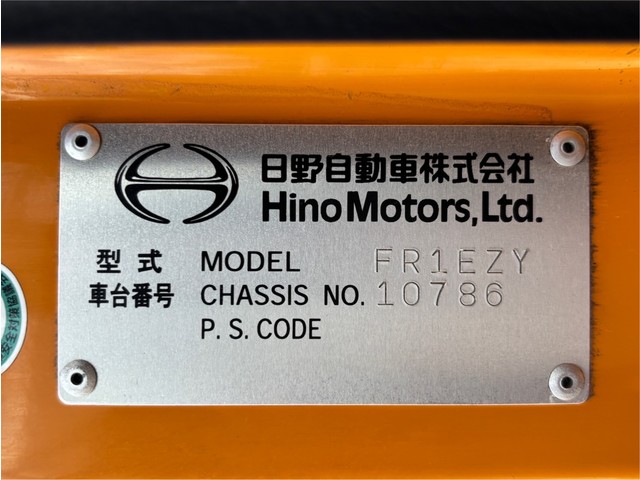 日野自動車株式会社
Hino Motors, Ltd.
型式 MODEL FR1EZY
車台番号 CHASSIS NO. 10786
P. S. CODE